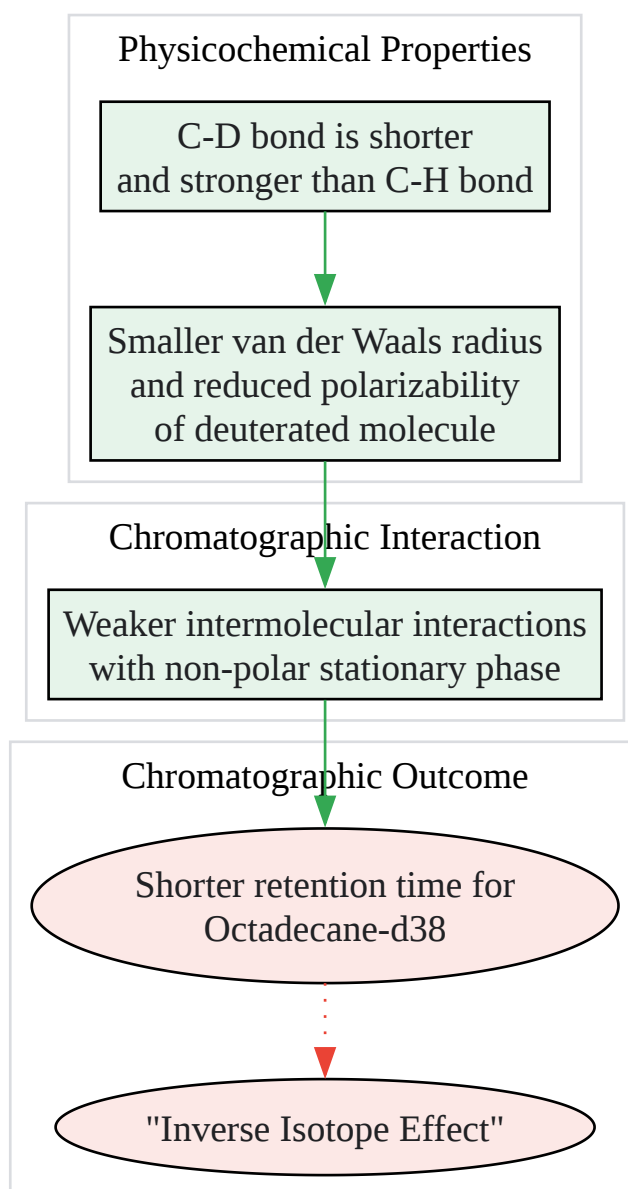 Physicochemical Properties
C-D bond is shorter
and stronger than C-H bond
Smaller van der Waals radius
and reduced polarizability
of deuterated molecule
Chromatographic Interaction
Weaker intermolecular interactions
with non-polar stationary phase
Chromatographic Outcome
Shorter retention time for
Octadecane-d38
"Inverse Isotope Effect"